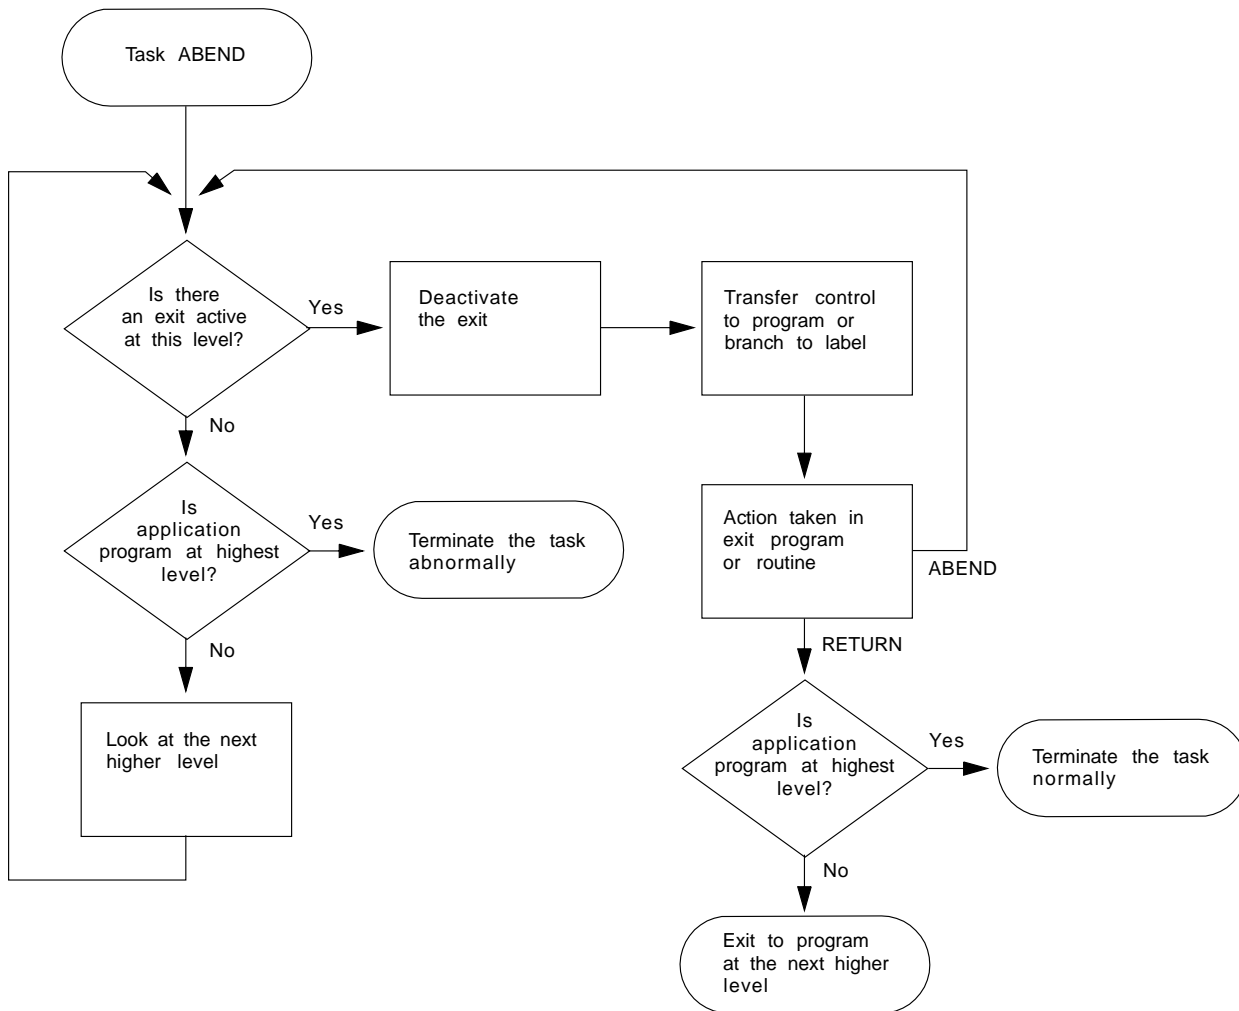 Task ABEND
Is there
an exit active
at this level?
Yes
Deactivate
the exit
Transfer control
to program or
branch to label
No
Is
application
program at highest
level?
Yes
Terminate the task
abnormally
Action taken in
exit program
or routine
ABEND
No
RETURN
Look at the next
higher level
Is
application
program at highest
level?
Yes
Terminate the task
normally
No
Exit to program
at the next higher
level